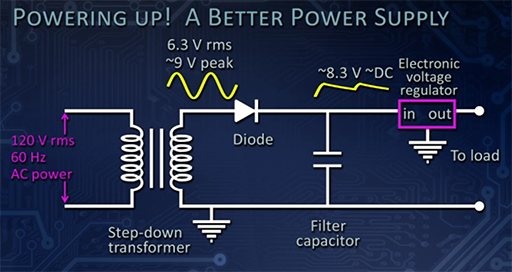 POWERING UP! A BETTER POWER SUPPLY
6.3 V rms
~9 V peak
~8.3 V ~DC
Electronic
voltage
regulator
in out
Diode
120 V rms
60 Hz
AC power
To load
Step-down
transformer
Filter
capacitor